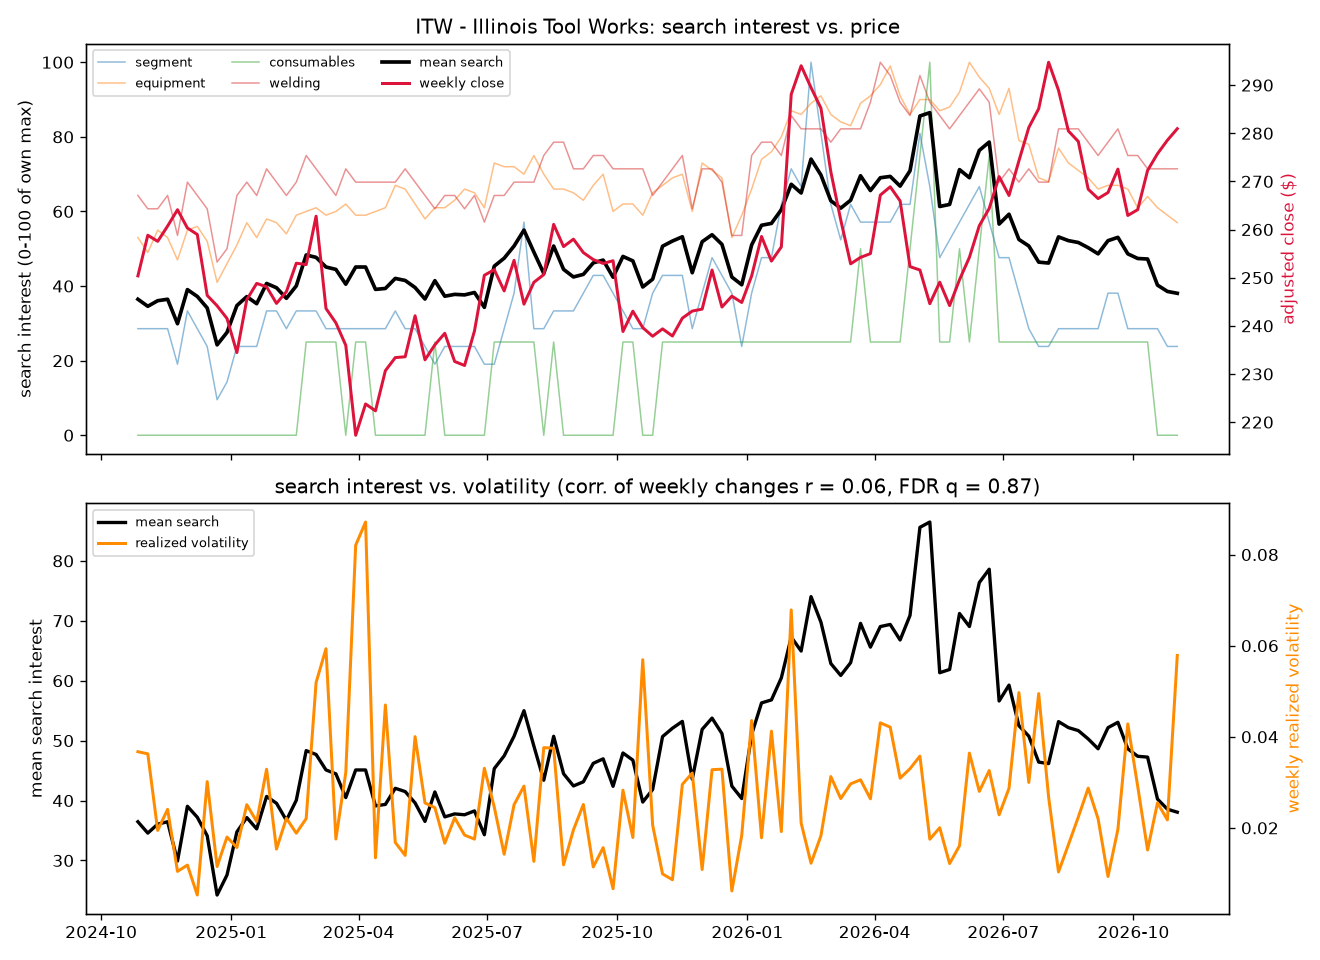 ITW - Illinois Tool Works: search interest vs. price
segment
equipment
consumables
welding
mean search
weekly close
search interest (0-100 of own max)
100
80
60
40
20
0
adjusted close ($)
290
280
270
260
250
240
230
220
search interest vs. volatility (corr. of weekly changes r = 0.06, FDR q = 0.87)
mean search
realized volatility
mean search interest
80
70
60
50
40
30
weekly realized volatility
0.08
0.06
0.04
0.02
2024-10
2025-01
2025-04
2025-07
2025-10
2026-01
2026-04
2026-07
2026-10